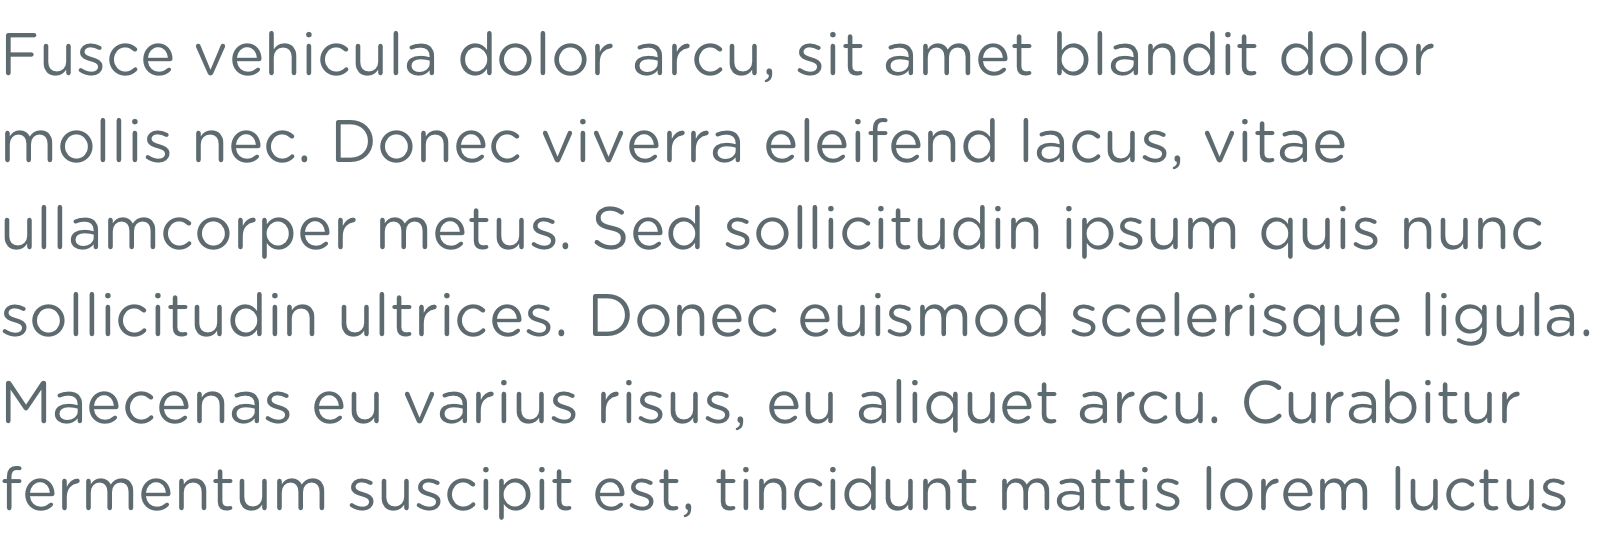 Fusce vehicula dolor arcu, sit amet blandit dolor
mollis nec. Donec viverra eleifend lacus, vitae
ullamcorper metus. Sed sollicitudin ipsum quis nunc
sollicitudin ultrices. Donec euismod scelerisque ligula.
Maecenas eu varius risus, eu aliquet arcu. Curabitur
fermentum suscipit est, tincidunt mattis lorem luctus